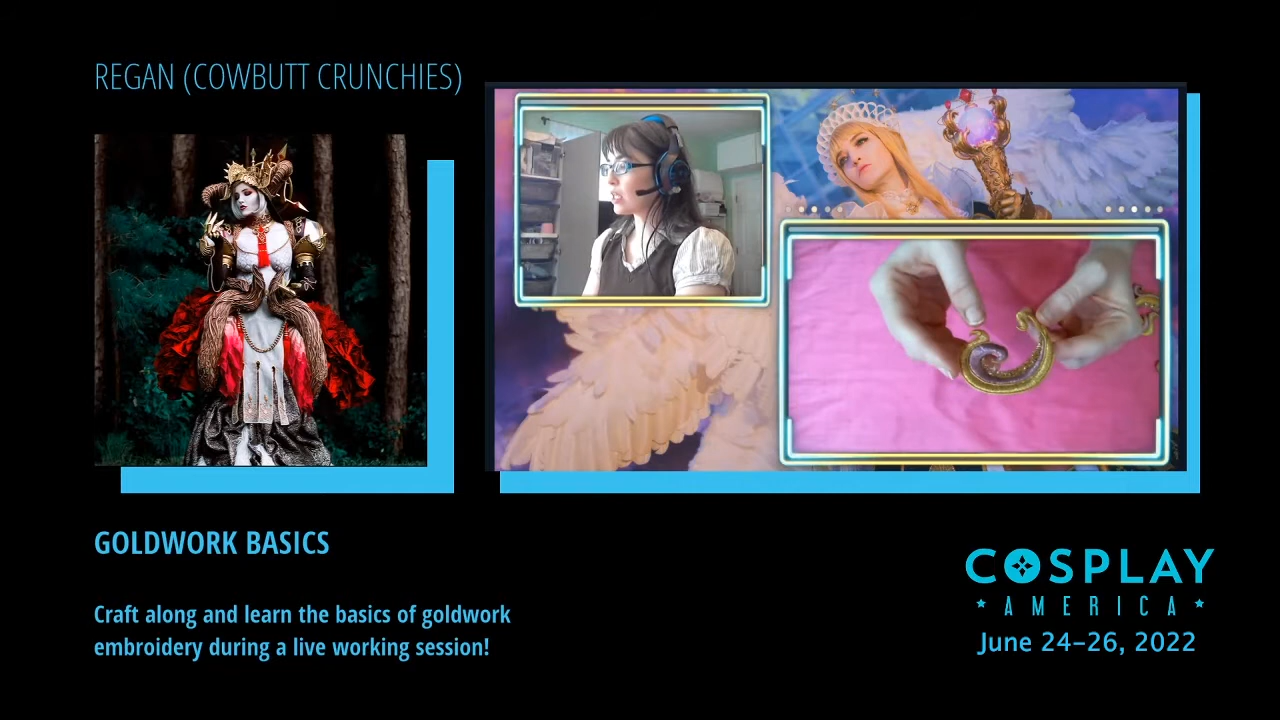 REGAN (COWBUTT CRUNCHIES)
GOLDWORK BASICS
Craft along and learn the basics of goldwork
embroidery during a live working session!
COSPLAY
AMERICA
June 24–26, 2022